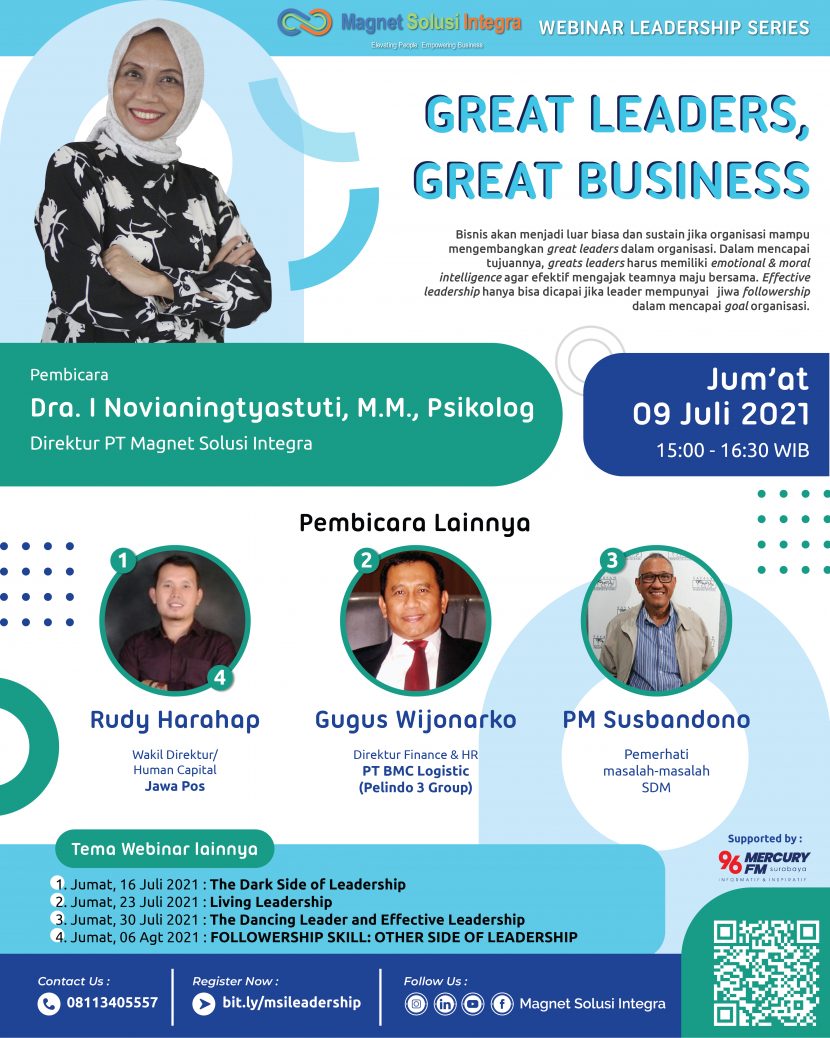 Magnet Solusi Integra
Elevating People Empowering Business
WEBINAR LEADERSHIP SERIES
GREAT LEADERS,
GREAT BUSINESS
Bisnis akan menjadi luar biasa dan sustain jika organisasi mampu
mengembangkan great leaders dalam organisasi. Dalam mencapai
tujuannya, greats leaders harus memiliki emotional & moral
intelligence agar efektif mengajak teamnya maju bersama. Effective
leadership hanya bisa dicapai jika leader mempunyai jiwa followership
dalam mencapai goal organisasi.
Pembicara
Dra. I Novianingtyastuti, M.M., Psikolog
Direktur PT Magnet Solusi Integra
Jum'at
09 Juli 2021
15:00 - 16:30 WIB
Pembicara Lainnya
1
4
Rudy Harahap
Wakil Direktur/
Human Capital
Jawa Pos
2
Gugus Wijonarko
Direktur Finance & HR
PT BMC Logistic
(Pelindo 3 Group)
3
PM Susbandono
Pemerhati
masalah-masalah
SDM
Tema Webinar lainnya
1. Jumat, 16 Juli 2021 : The Dark Side of Leadership
2. Jumat, 23 Juli 2021 : Living Leadership
3. Jumat, 30 Juli 2021 : The Dancing Leader and Effective Leadership
4. Jumat, 06 Agt 2021 : FOLLOWERSHIP SKILL: OTHER SIDE OF LEADERSHIP
Supported by :
96 MERCURY
FM surabaya
INFORMATIF & INSPIRATIF
Contact Us :
08113405557
Register Now :
bit.ly/msileadership
Follow Us :
Magnet Solusi Integra